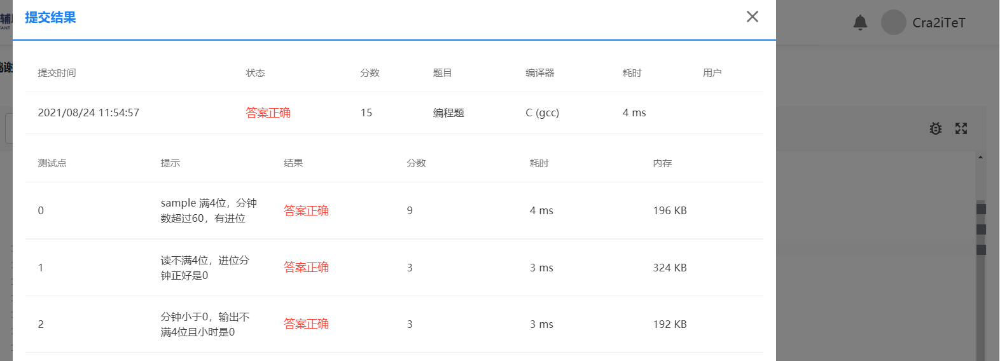 提交结果
Cra2iTeT
提交时间 状态 分数 题目 编译器 耗时 用户
2021/08/24 11:54:57 答案正确 15 编程题 C (gcc) 4 ms
测试点 提示 结果 分数 耗时 内存
0 sample 满4位，分钟数超过60，有进位 答案正确 9 4 ms 196 KB
1 读不满4位，进位分钟正好是0 答案正确 3 3 ms 324 KB
2 分钟小于0，输出不满4位且小时是0 答案正确 3 3 ms 192 KB